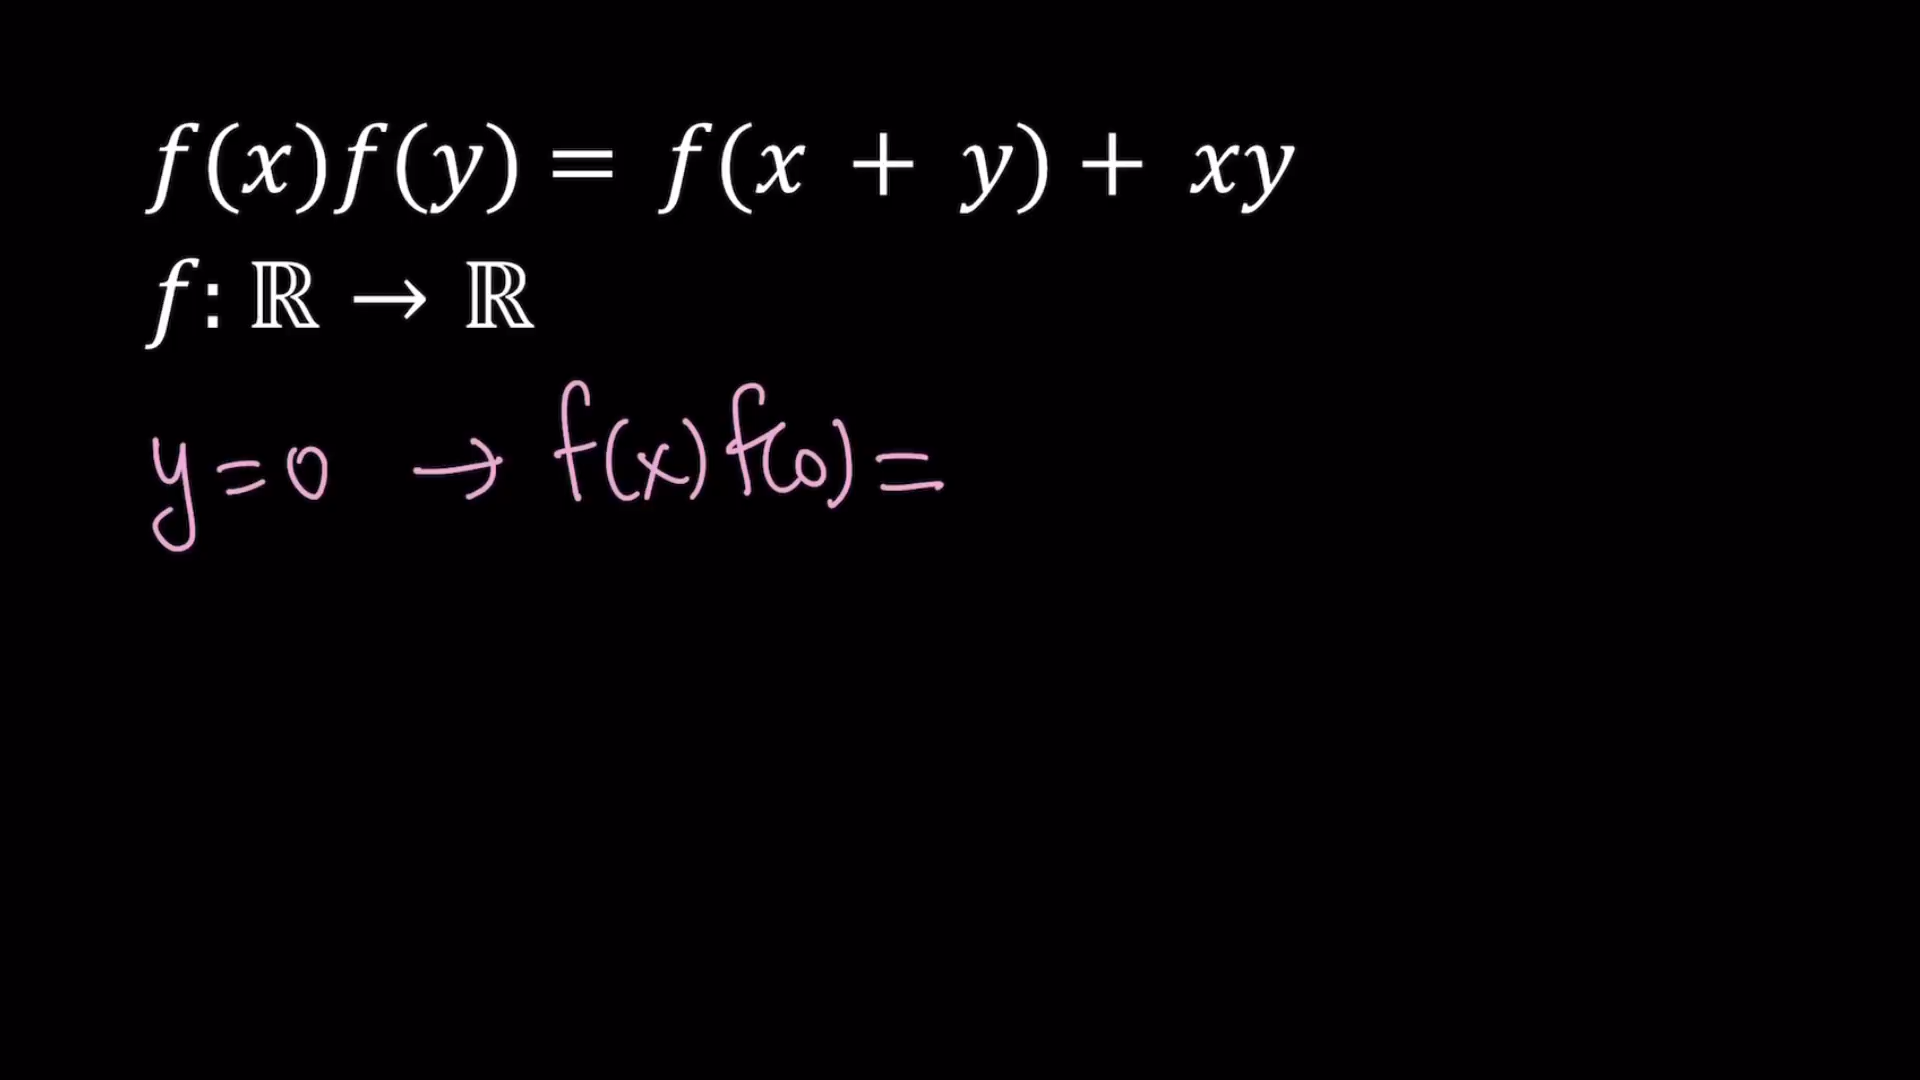 f(x)f(y) = f(x + y) + xy
f: ℝ → ℝ
y=0 → f(x) f(0) =